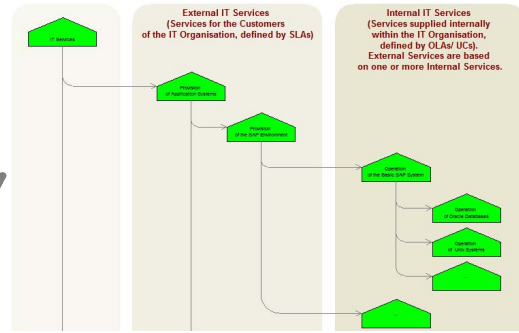 External IT Services
(Services for the Customers
of the IT Organisation, defined by SLAs)
Internal IT Services
(Services supplied internally
within the IT Organisation,
defined by OLAs/ UCs).
External Services are based
on one or more Internal Services.
IT Services
Provision
of Application Systems
Provision
of the SAP Environment
Operation
of the Basic SAP System
Operation
of Oracle Databases
Operation
of Unix Systems
...
...